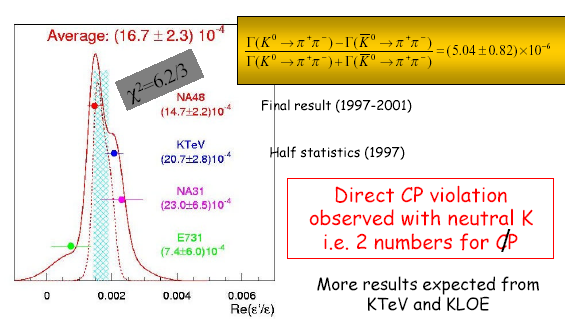 Average: (16.7 ± 2.3) 10⁻⁴
Γ(K⁰ → π⁺π⁻) − Γ(K̅⁰ → π⁺π⁻)
Γ(K⁰ → π⁺π⁻) + Γ(K̅⁰ → π⁺π⁻)
= (5.04 ± 0.82) × 10⁻⁶
χ²=6.2/3
NA48
(14.7±2.2)10⁻⁴
Final result (1997-2001)
KTeV
(20.7±2.8)10⁻⁴
Half statistics (1997)
NA31
(23.0±6.5)10⁻⁴
E731
(7.4±6.0)10⁻⁴
Direct CP violation
observed with neutral K
i.e. 2 numbers for CP
More results expected from
KTeV and KLOE
0 0.002 0.004 0.006
Re(ε'/ε)